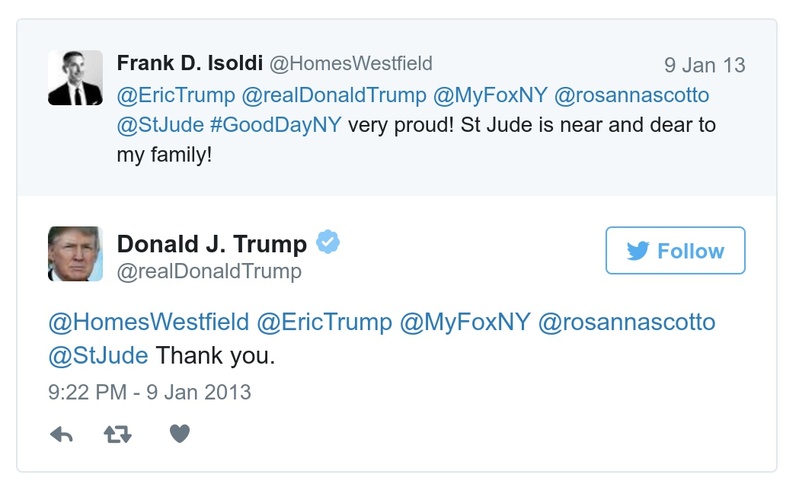 Frank D. Isoldi @HomesWestfield 9 Jan 13
@EricTrump @realDonaldTrump @MyFoxNY @rosannascotto
@StJude #GoodDayNY very proud! St Jude is near and dear to
my family!
Donald J. Trump
@realDonaldTrump
Follow
@HomesWestfield @EricTrump @MyFoxNY @rosannascotto
@StJude Thank you.
9:22 PM - 9 Jan 2013